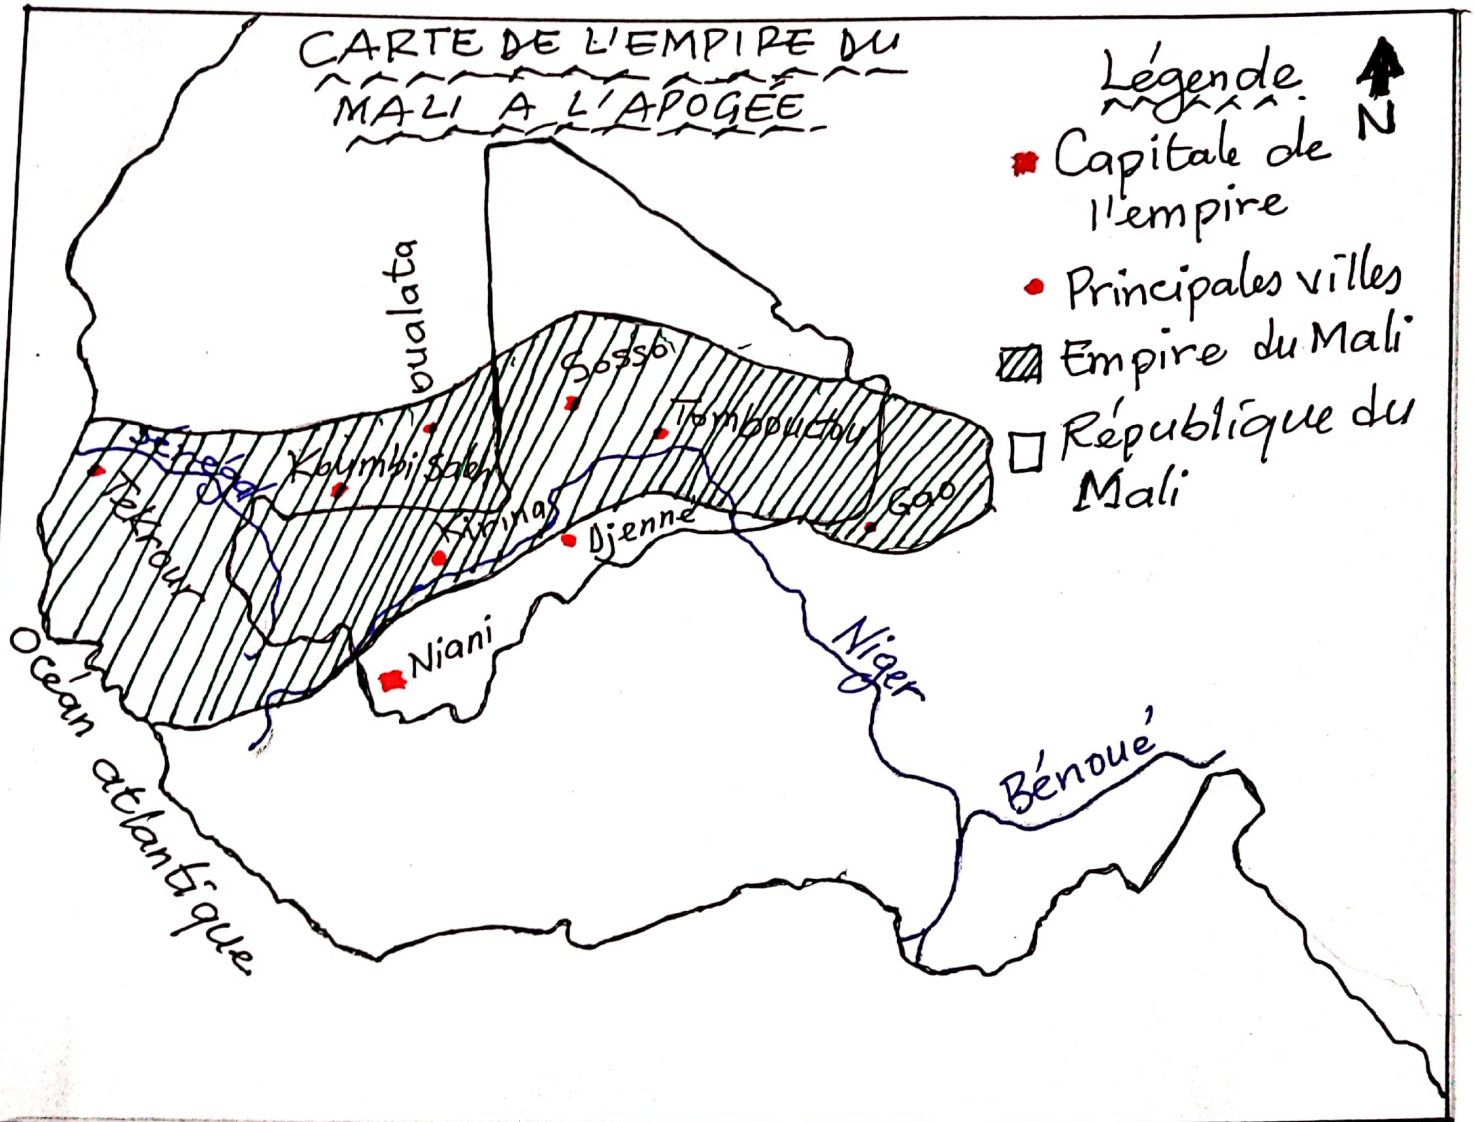 CARTE DE L'EMPIRE DU
MALI A L'APOGÉE
Légende
N
Capitale de
l'empire
Principales villes
Empire du Mali
République du
Mali
oualata
Sosso
Tombouctou
Sénégal
Koumbi Saleh
Tekrour
Kirina
Djenné
Gao
Niani
Niger
Bénoué
Océan atlantique